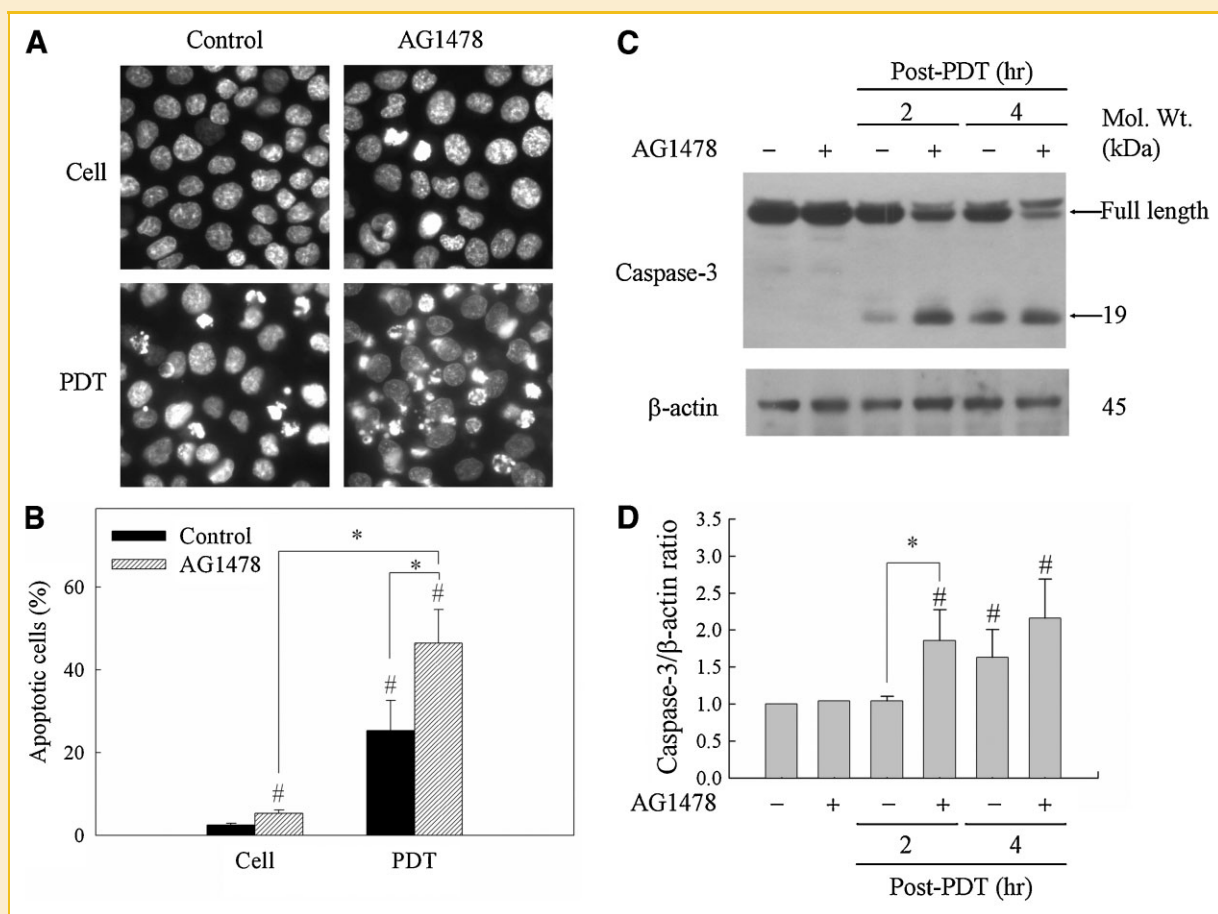 A
Control AG1478
Cell
PDT
B
Control
AG1478
Apoptotic cells (%)
60
40
20
0
*
*
#
#
#
Cell PDT
C
Post-PDT (hr)
2 4
Mol. Wt.
(kDa)
AG1478 − + − + − +
Caspase-3
Full length
19
β-actin
45
D
Caspase-3/β-actin ratio
3.5
3.0
2.5
2.0
1.5
1.0
0.5
0.0
*
#
#
#
AG1478 − + − + − +
2 4
Post-PDT (hr)